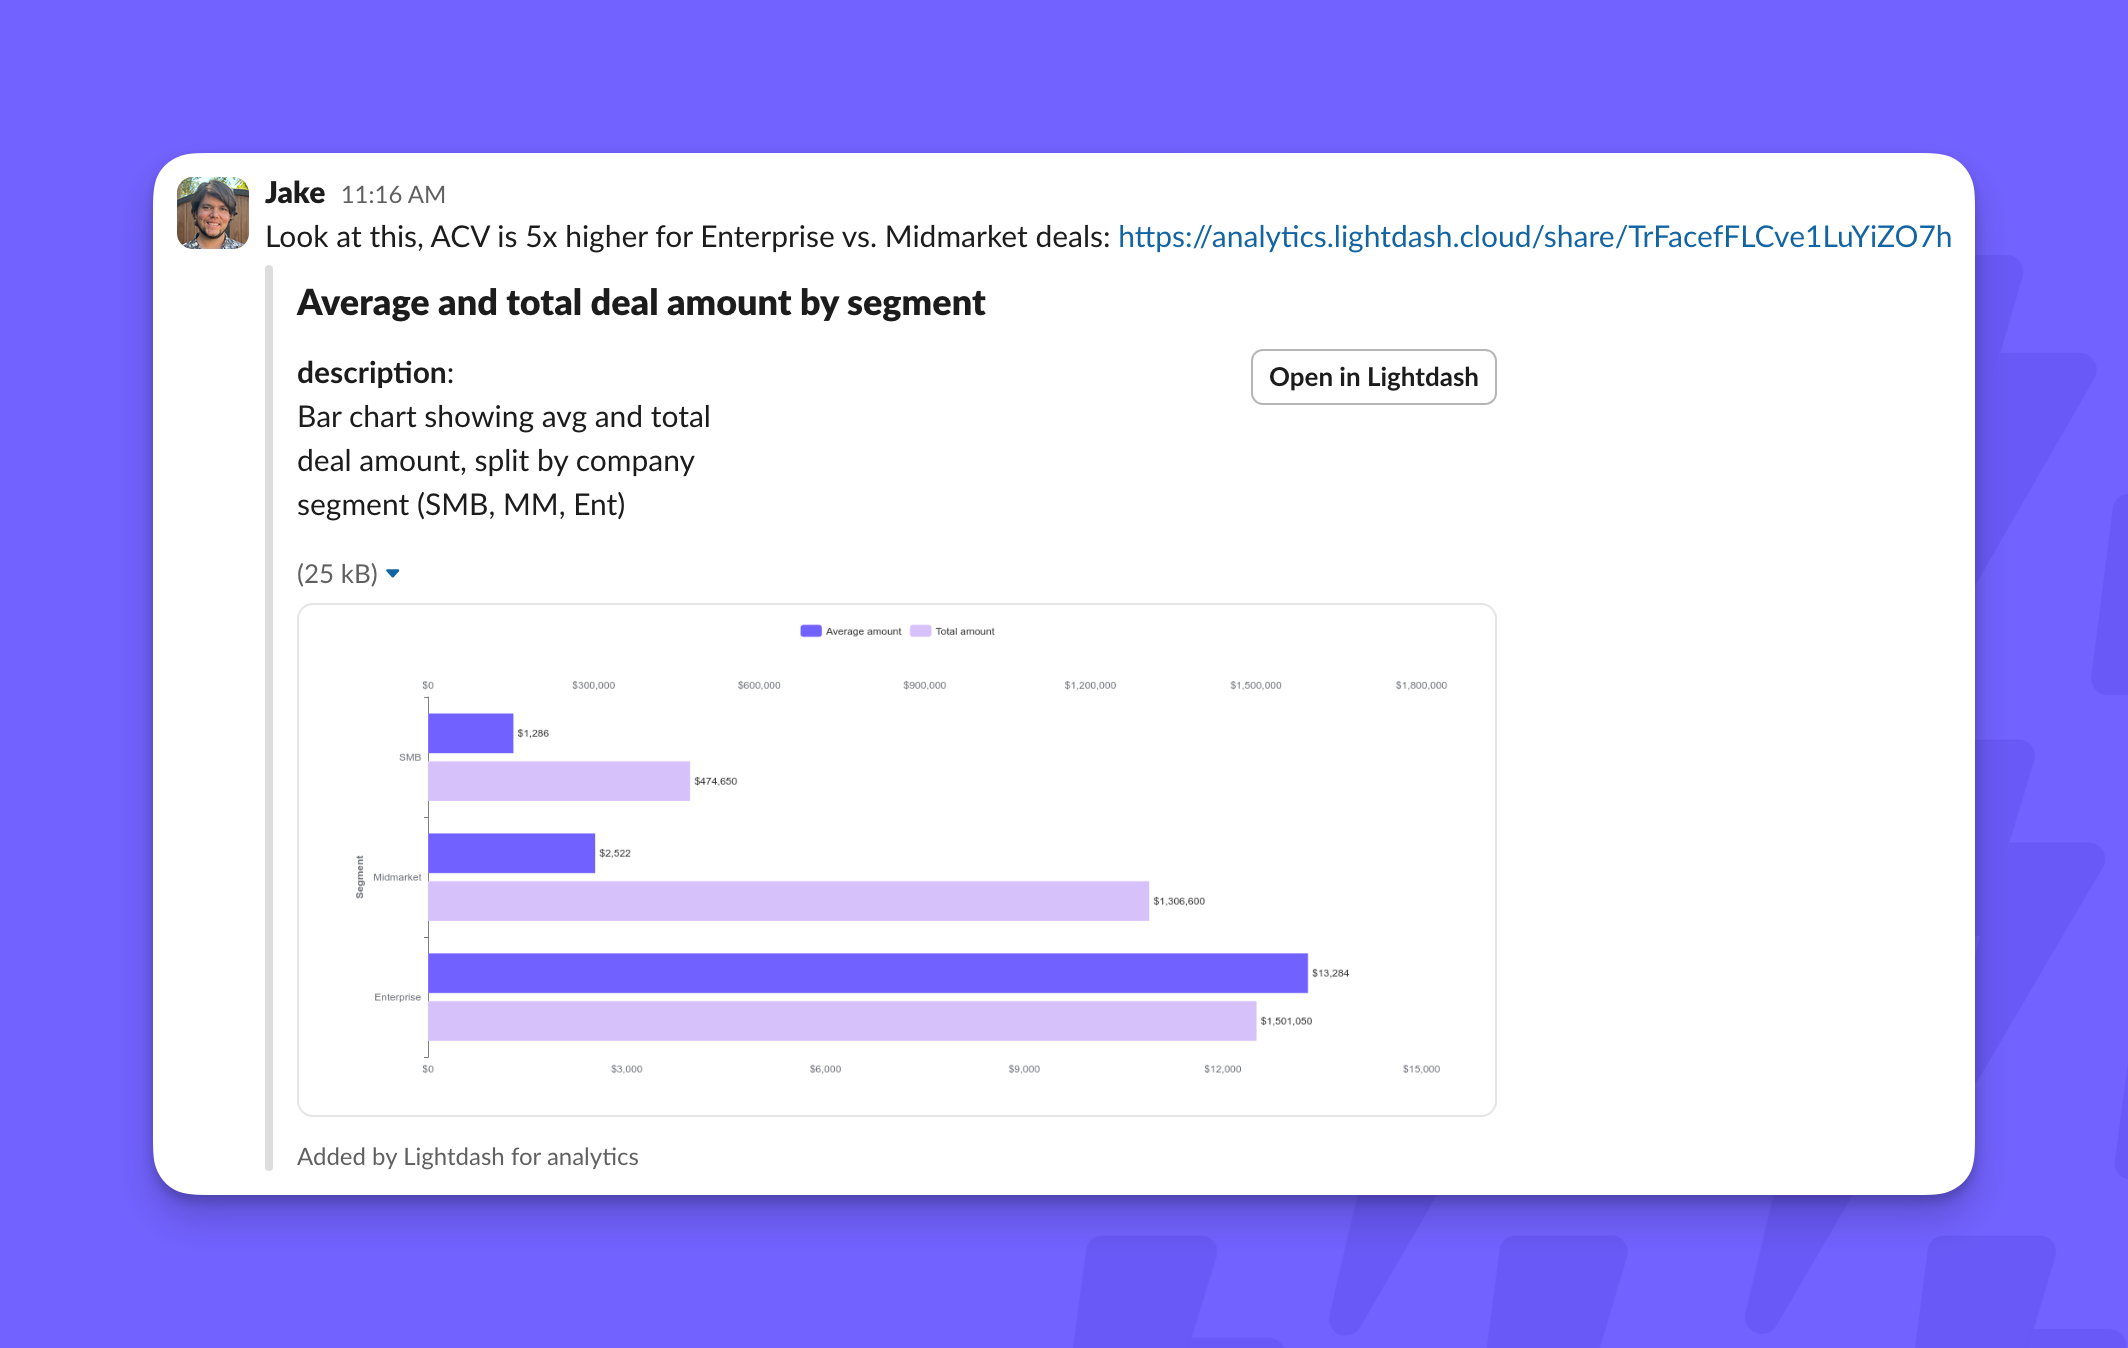 Jake 11:16 AM
Look at this, ACV is 5x higher for Enterprise vs. Midmarket deals: https://analytics.lightdash.cloud/share/TrFacefFLCve1LuYiZO7h
Average and total deal amount by segment
description:
Open in Lightdash
Bar chart showing avg and total
deal amount, split by company
segment (SMB, MM, Ent)
(25 kB)
Average amount Total amount
$0 $300,000 $600,000 $900,000 $1,200,000 $1,500,000 $1,800,000
$1,286
SMB
$474,650
$2,522
Segment
Midmarket
$1,306,600
$13,284
Enterprise
$1,501,050
$0 $3,000 $6,000 $9,000 $12,000 $15,000
Added by Lightdash for analytics